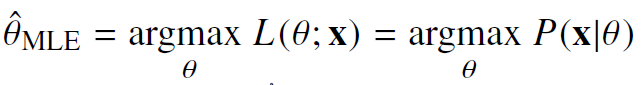 θ̂_MLE = argmax_θ L(θ; **x**) = argmax_θ P(**x**|θ)